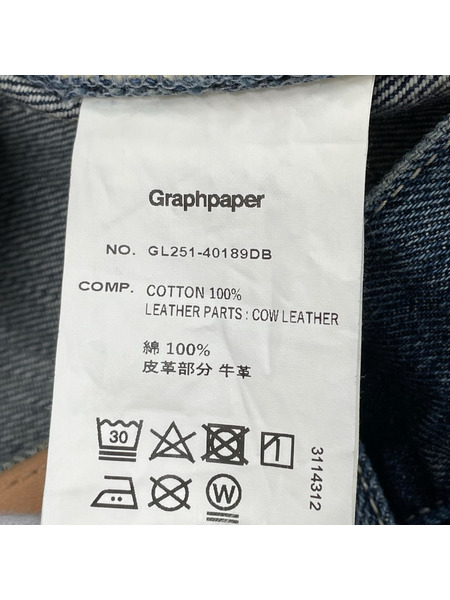 Graphpaper
NO. GL251-40189DB
COMP. COTTON 100%
LEATHER PARTS : COW LEATHER
綿 100%
皮革部分 牛革
30
W
3114312